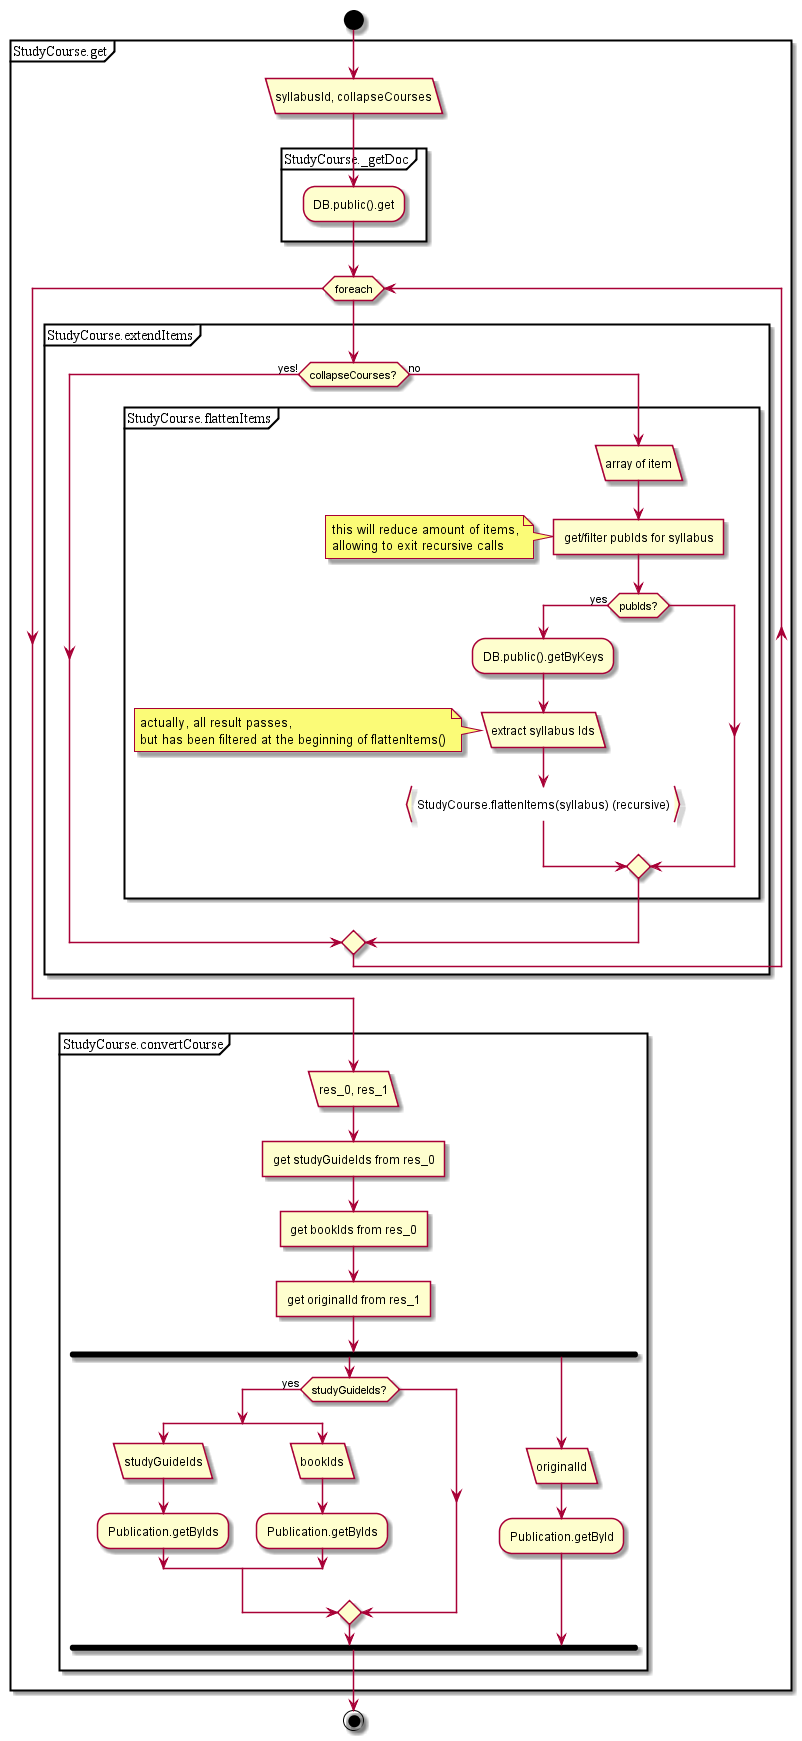 StudyCourse.get
syllabusId, collapseCourses
StudyCourse._getDoc
DB.public().get
foreach
StudyCourse.extendItems
yes!
collapseCourses?
no
StudyCourse.flattenItems
array of item
this will reduce amount of items,
allowing to exit recursive calls
get/filter pubIds for syllabus
yes
pubIds?
DB.public().getByKeys
actually, all result passes,
but has been filtered at the beginning of flattenItems()
extract syllabus Ids
StudyCourse.flattenItems(syllabus) (recursive)
StudyCourse.convertCourse
res_0, res_1
get studyGuideIds from res_0
get bookIds from res_0
get originalId from res_1
yes
studyGuideIds?
studyGuideIds
bookIds
originalId
Publication.getByIds
Publication.getByIds
Publication.getById